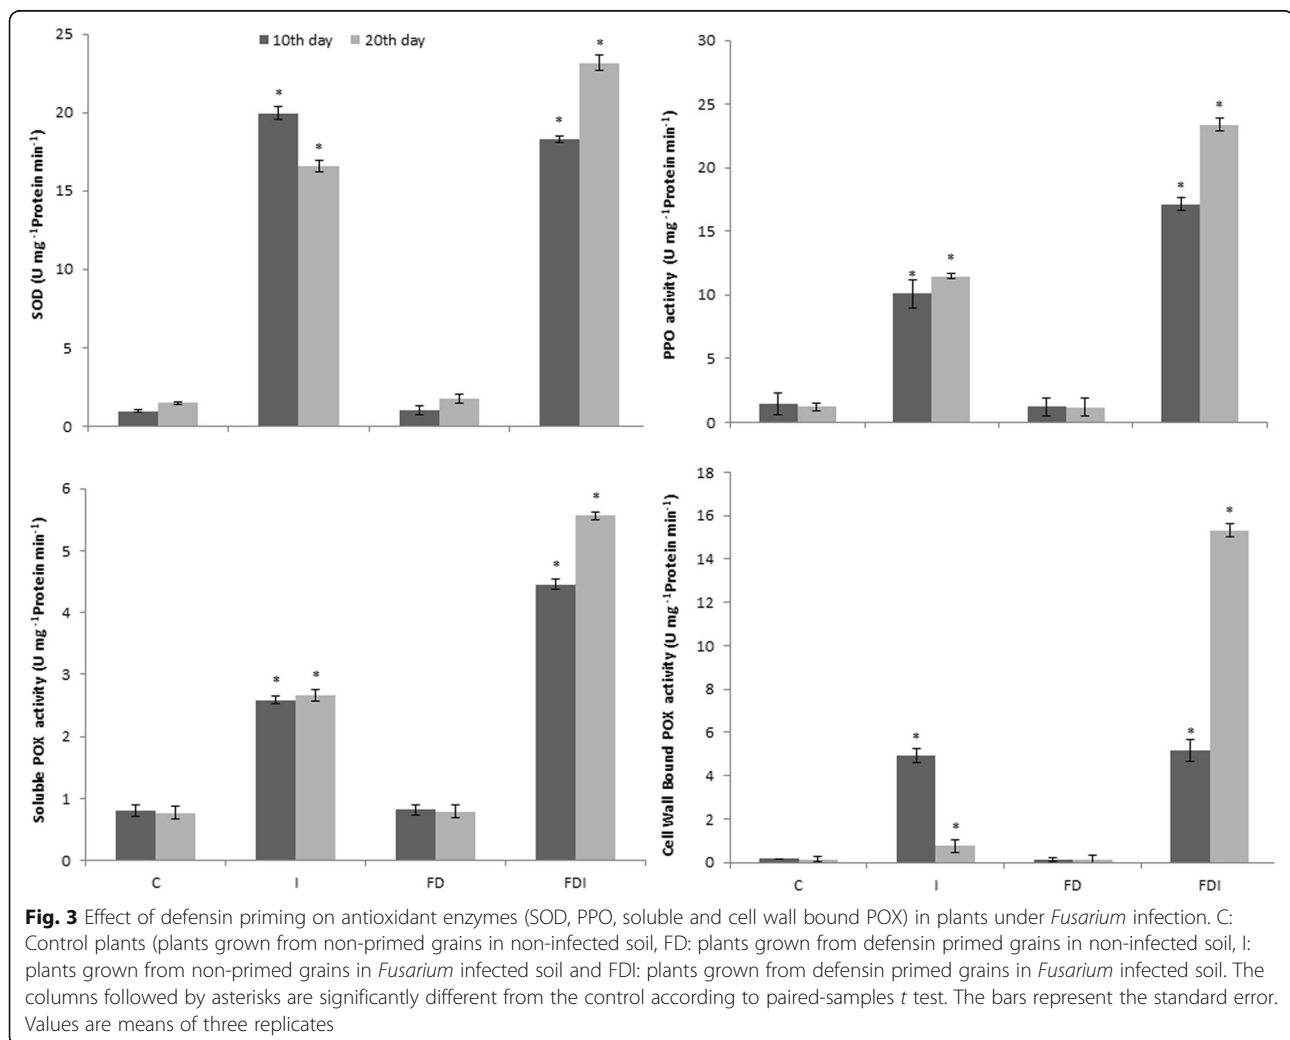 25
20
15
10
5
0
SOD (U mg -1Protein min-1)
10th day 20th day
* * * *
30
25
20
15
10
5
0
PPO activity (U mg -1Protein min-1)
* * * *
6
5
4
3
2
1
0
Soluble POX activity (U mg -1Protein min-1)
* * * *
C I FD FDI
18
16
14
12
10
8
6
4
2
0
Cell Wall Bound POX activity (U mg -1Protein min-1)
* * * *
C I FD FDI
Fig. 3 Effect of defensin priming on antioxidant enzymes (SOD, PPO, soluble and cell wall bound POX) in plants under Fusarium infection. C:
Control plants (plants grown from non-primed grains in non-infected soil, FD: plants grown from defensin primed grains in non-infected soil, I:
plants grown from non-primed grains in Fusarium infected soil and FDI: plants grown from defensin primed grains in Fusarium infected soil. The
columns followed by asterisks are significantly different from the control according to paired-samples t test. The bars represent the standard error.
Values are means of three replicates